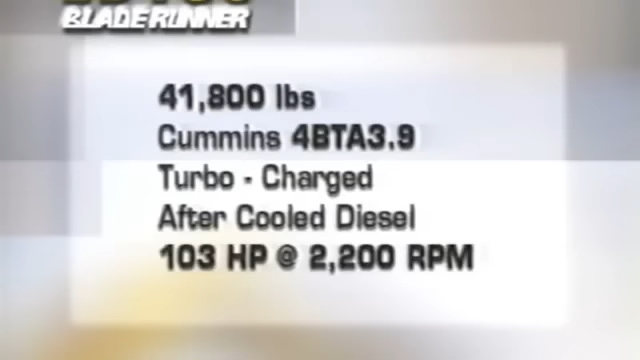 BLADE RUNNER
41,800 lbs
Cummins 4BTA3.9
Turbo - Charged
After Cooled Diesel
103 HP @ 2,200 RPM